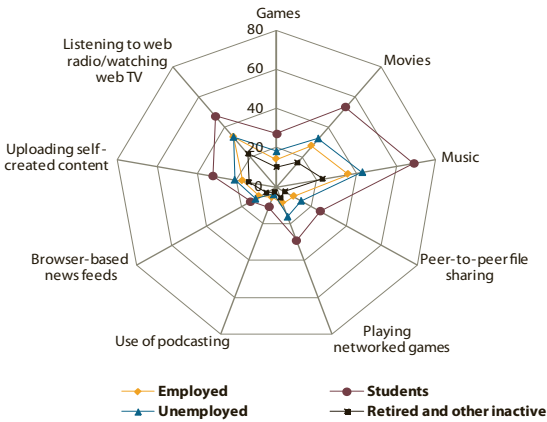 Games
80
Listening to web
radio/watching
web TV
Movies
60
40
Uploading self-
created content
20
Music
0
Browser-based
news feeds
Peer-to-peer file
sharing
Use of podcasting
Playing
networked games
Employed
Students
Unemployed
Retired and other inactive